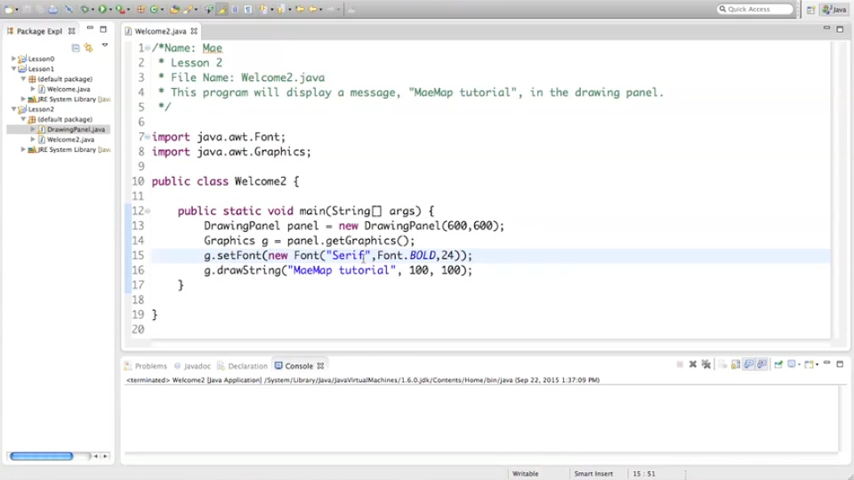 Quick Access
Java
Package Expl
Welcome2.java
Lesson0
Lesson1
(default package)
Welcome.java
JRE System Library [Java
Lesson2
(default package)
DrawingPanel.java
Welcome2.java
JRE System Library [Java
1 /*Name: Mae
2 * Lesson 2
3 * File Name: Welcome2.java
4 * This program will display a message, "MaeMap tutorial", in the drawing panel.
5 */
6
7 import java.awt.Font;
8 import java.awt.Graphics;
9
10 public class Welcome2 {
11
12 public static void main(String[] args) {
13 DrawingPanel panel = new DrawingPanel(600,600);
14 Graphics g = panel.getGraphics();
15 g.setFont(new Font("Serif",Font.BOLD,24));
16 g.drawString("MaeMap tutorial", 100, 100);
17 }
18
19 }
20
Problems Javadoc Declaration Console
<terminated> Welcome2 [Java Application] /System/Library/Java/JavaVirtualMachines/1.6.0.jdk/Contents/Home/bin/java (Sep 22, 2015 1:37:09 PM)
Writable Smart Insert 15 : 51